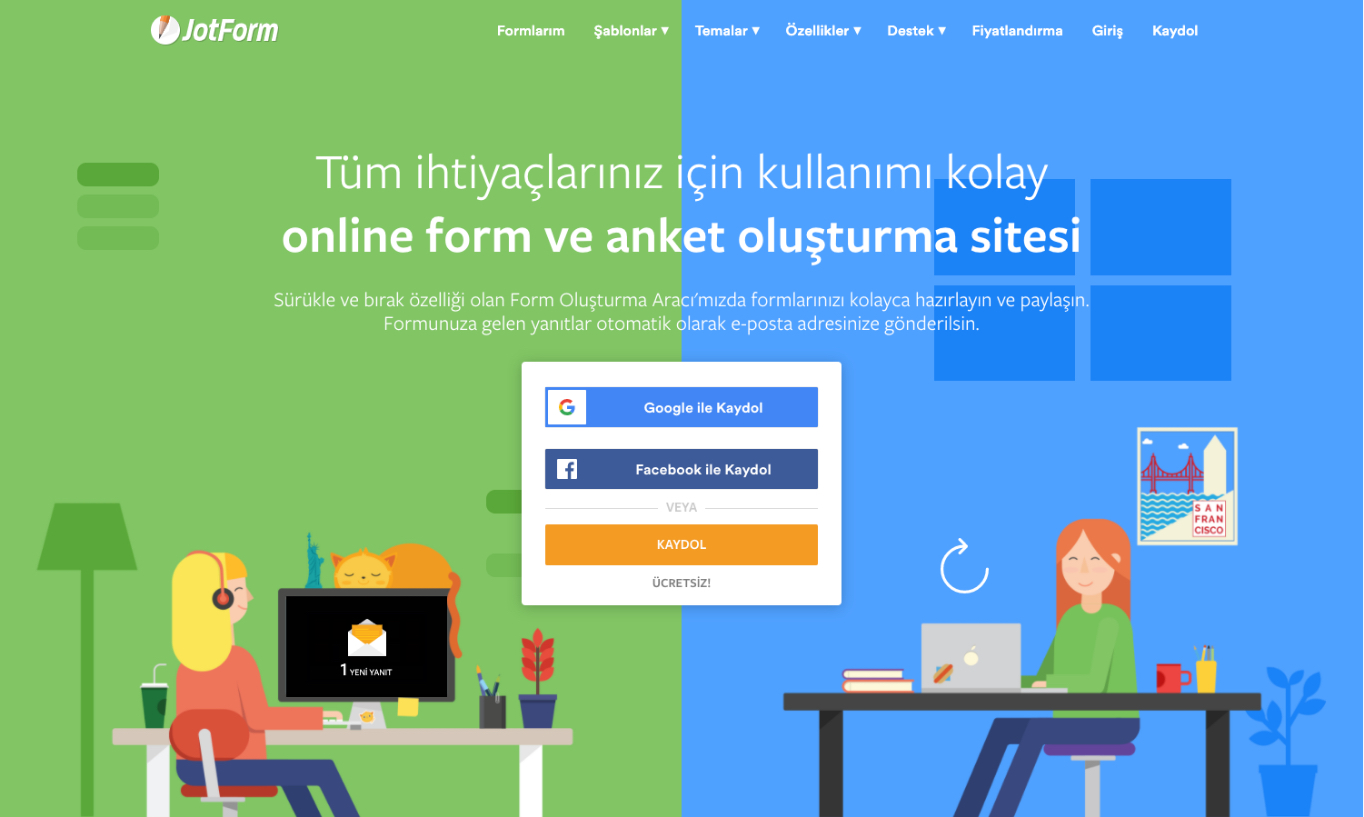 JotForm
Formlarım Şablonlar ▾ Temalar ▾ Özellikler ▾ Destek ▾ Fiyatlandırma Giriş Kaydol
Tüm ihtiyaçlarınız için kullanımı kolay
online form ve anket oluşturma sitesi
Sürükle ve bırak özelliği olan Form Oluşturma Aracı'mızda formlarınızı kolayca hazırlayın ve paylaşın.
Formunuza gelen yanıtlar otomatik olarak e-posta adresinize gönderilsin.
Google ile Kaydol
Facebook ile Kaydol
VEYA
KAYDOL
ÜCRETSİZ!
SAN
FRAN
CISCO
1 YENİ YANIT